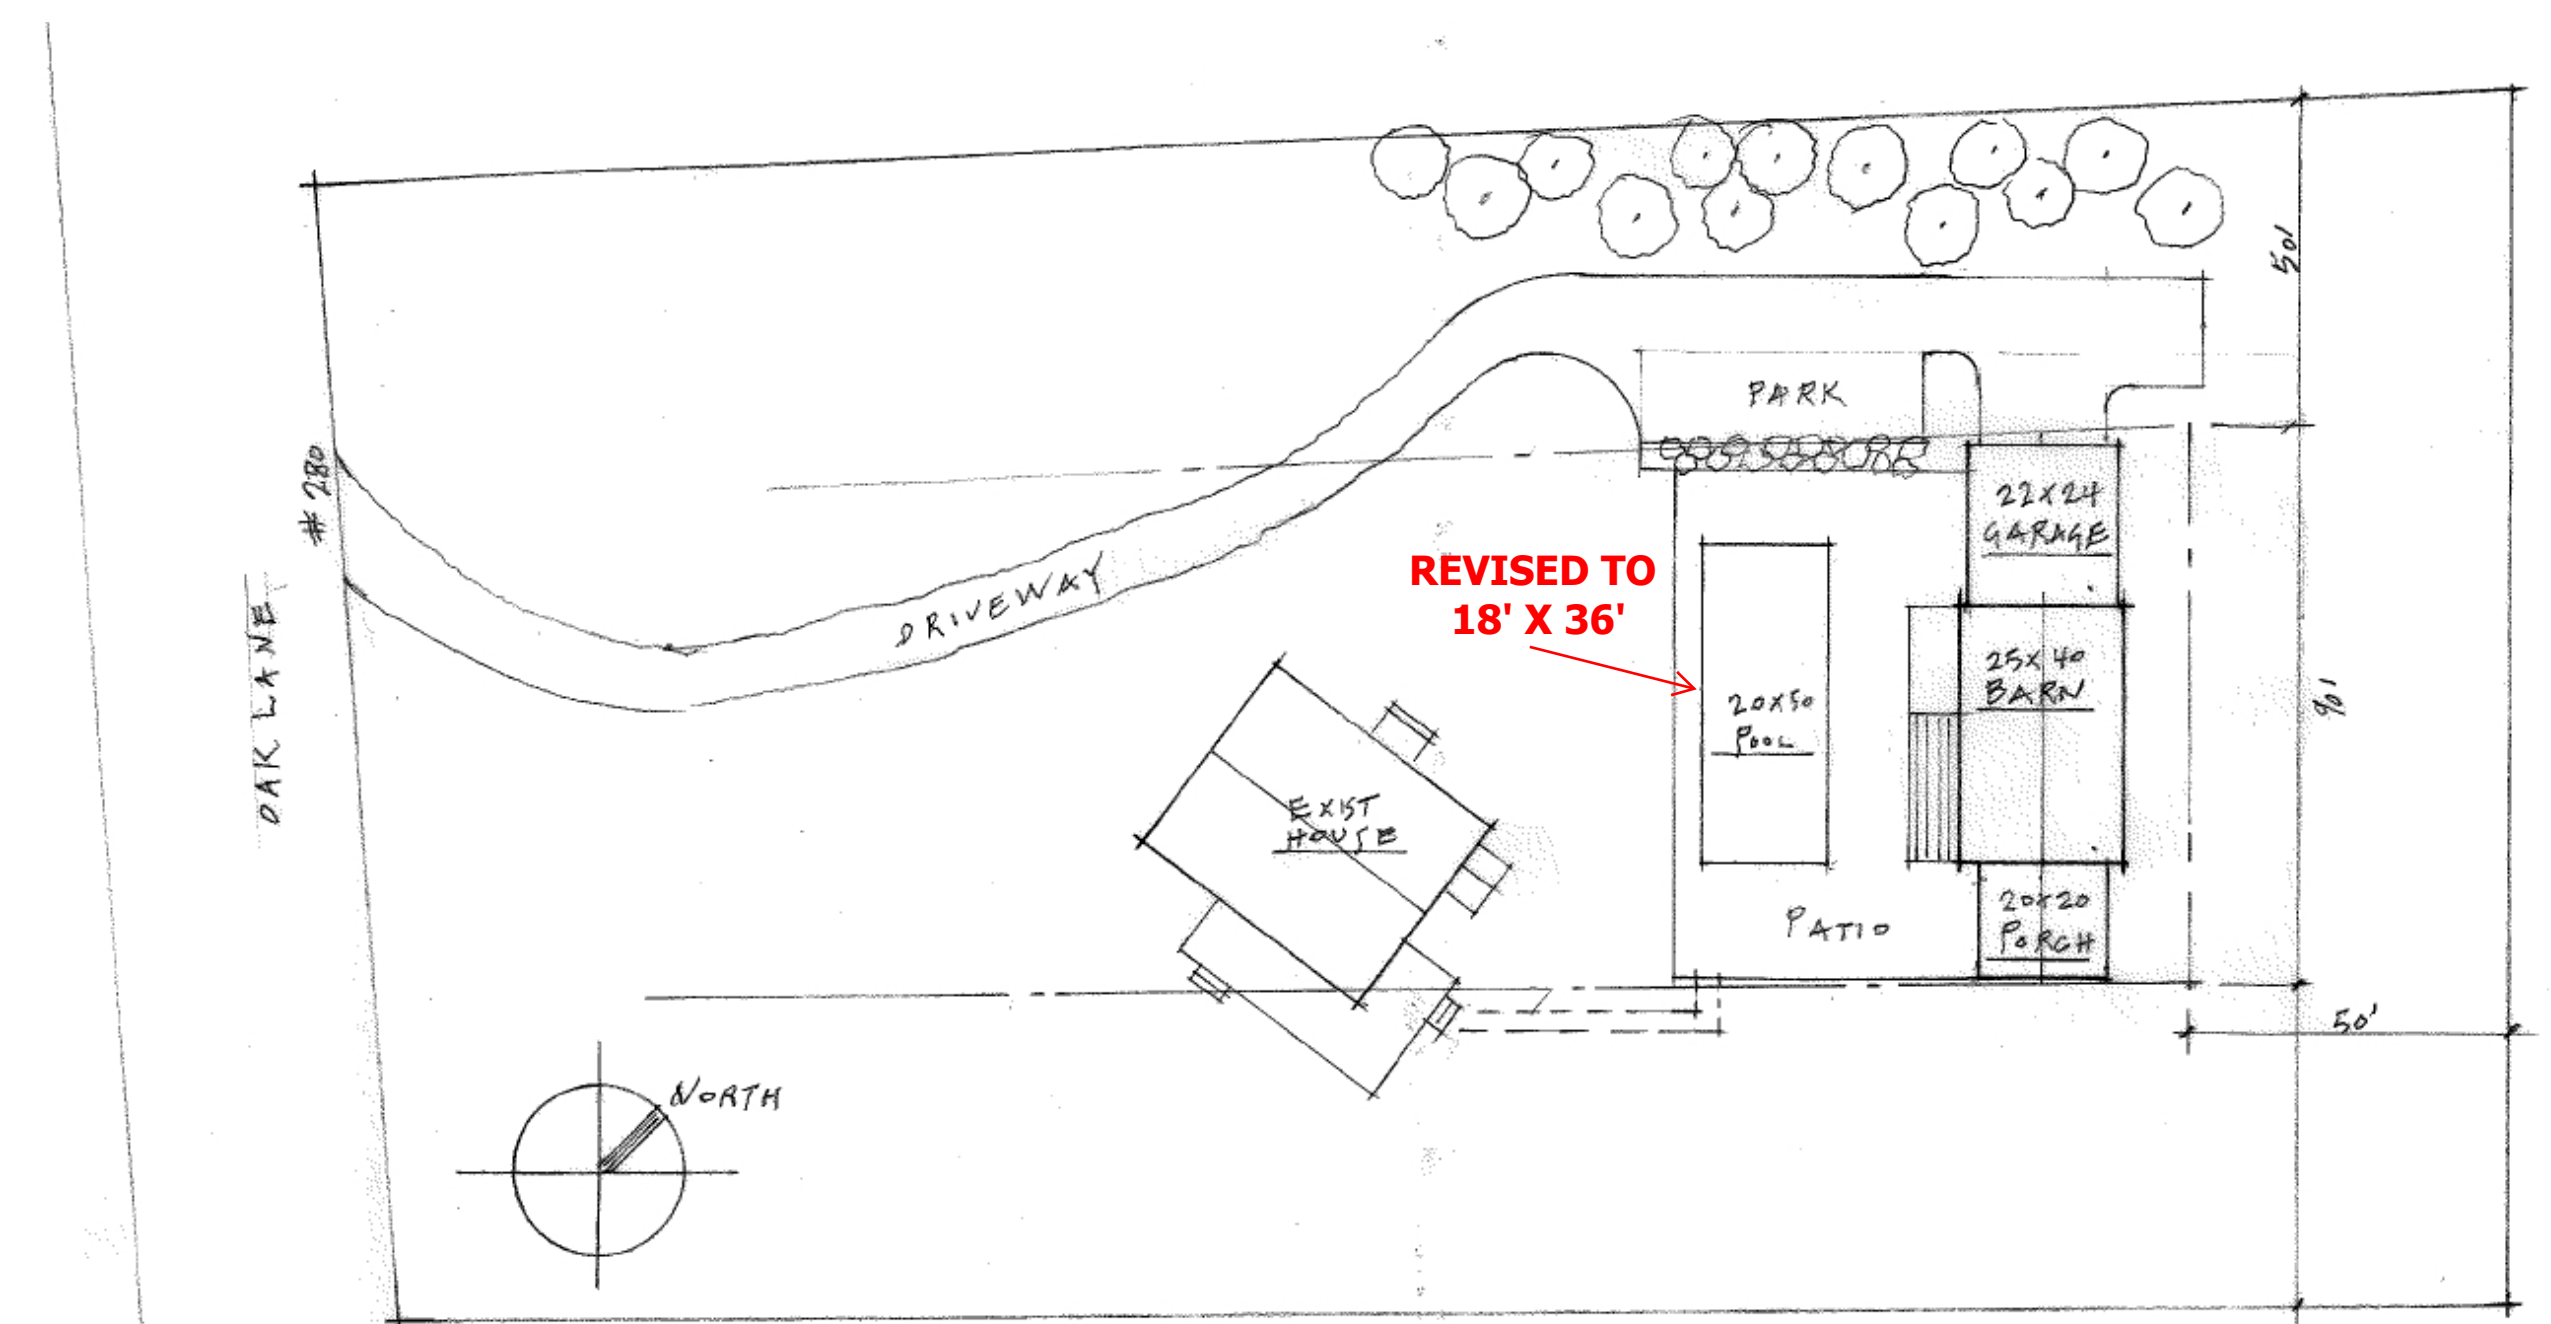 50'
PARK
# 280
22X24
GARAGE
REVISED TO
18' X 36'
DRIVEWAY
OAK LANE
25X40
BARN
20X50
POOL
90'
EXIST
HOUSE
20X20
PORCH
PATIO
50'
NORTH